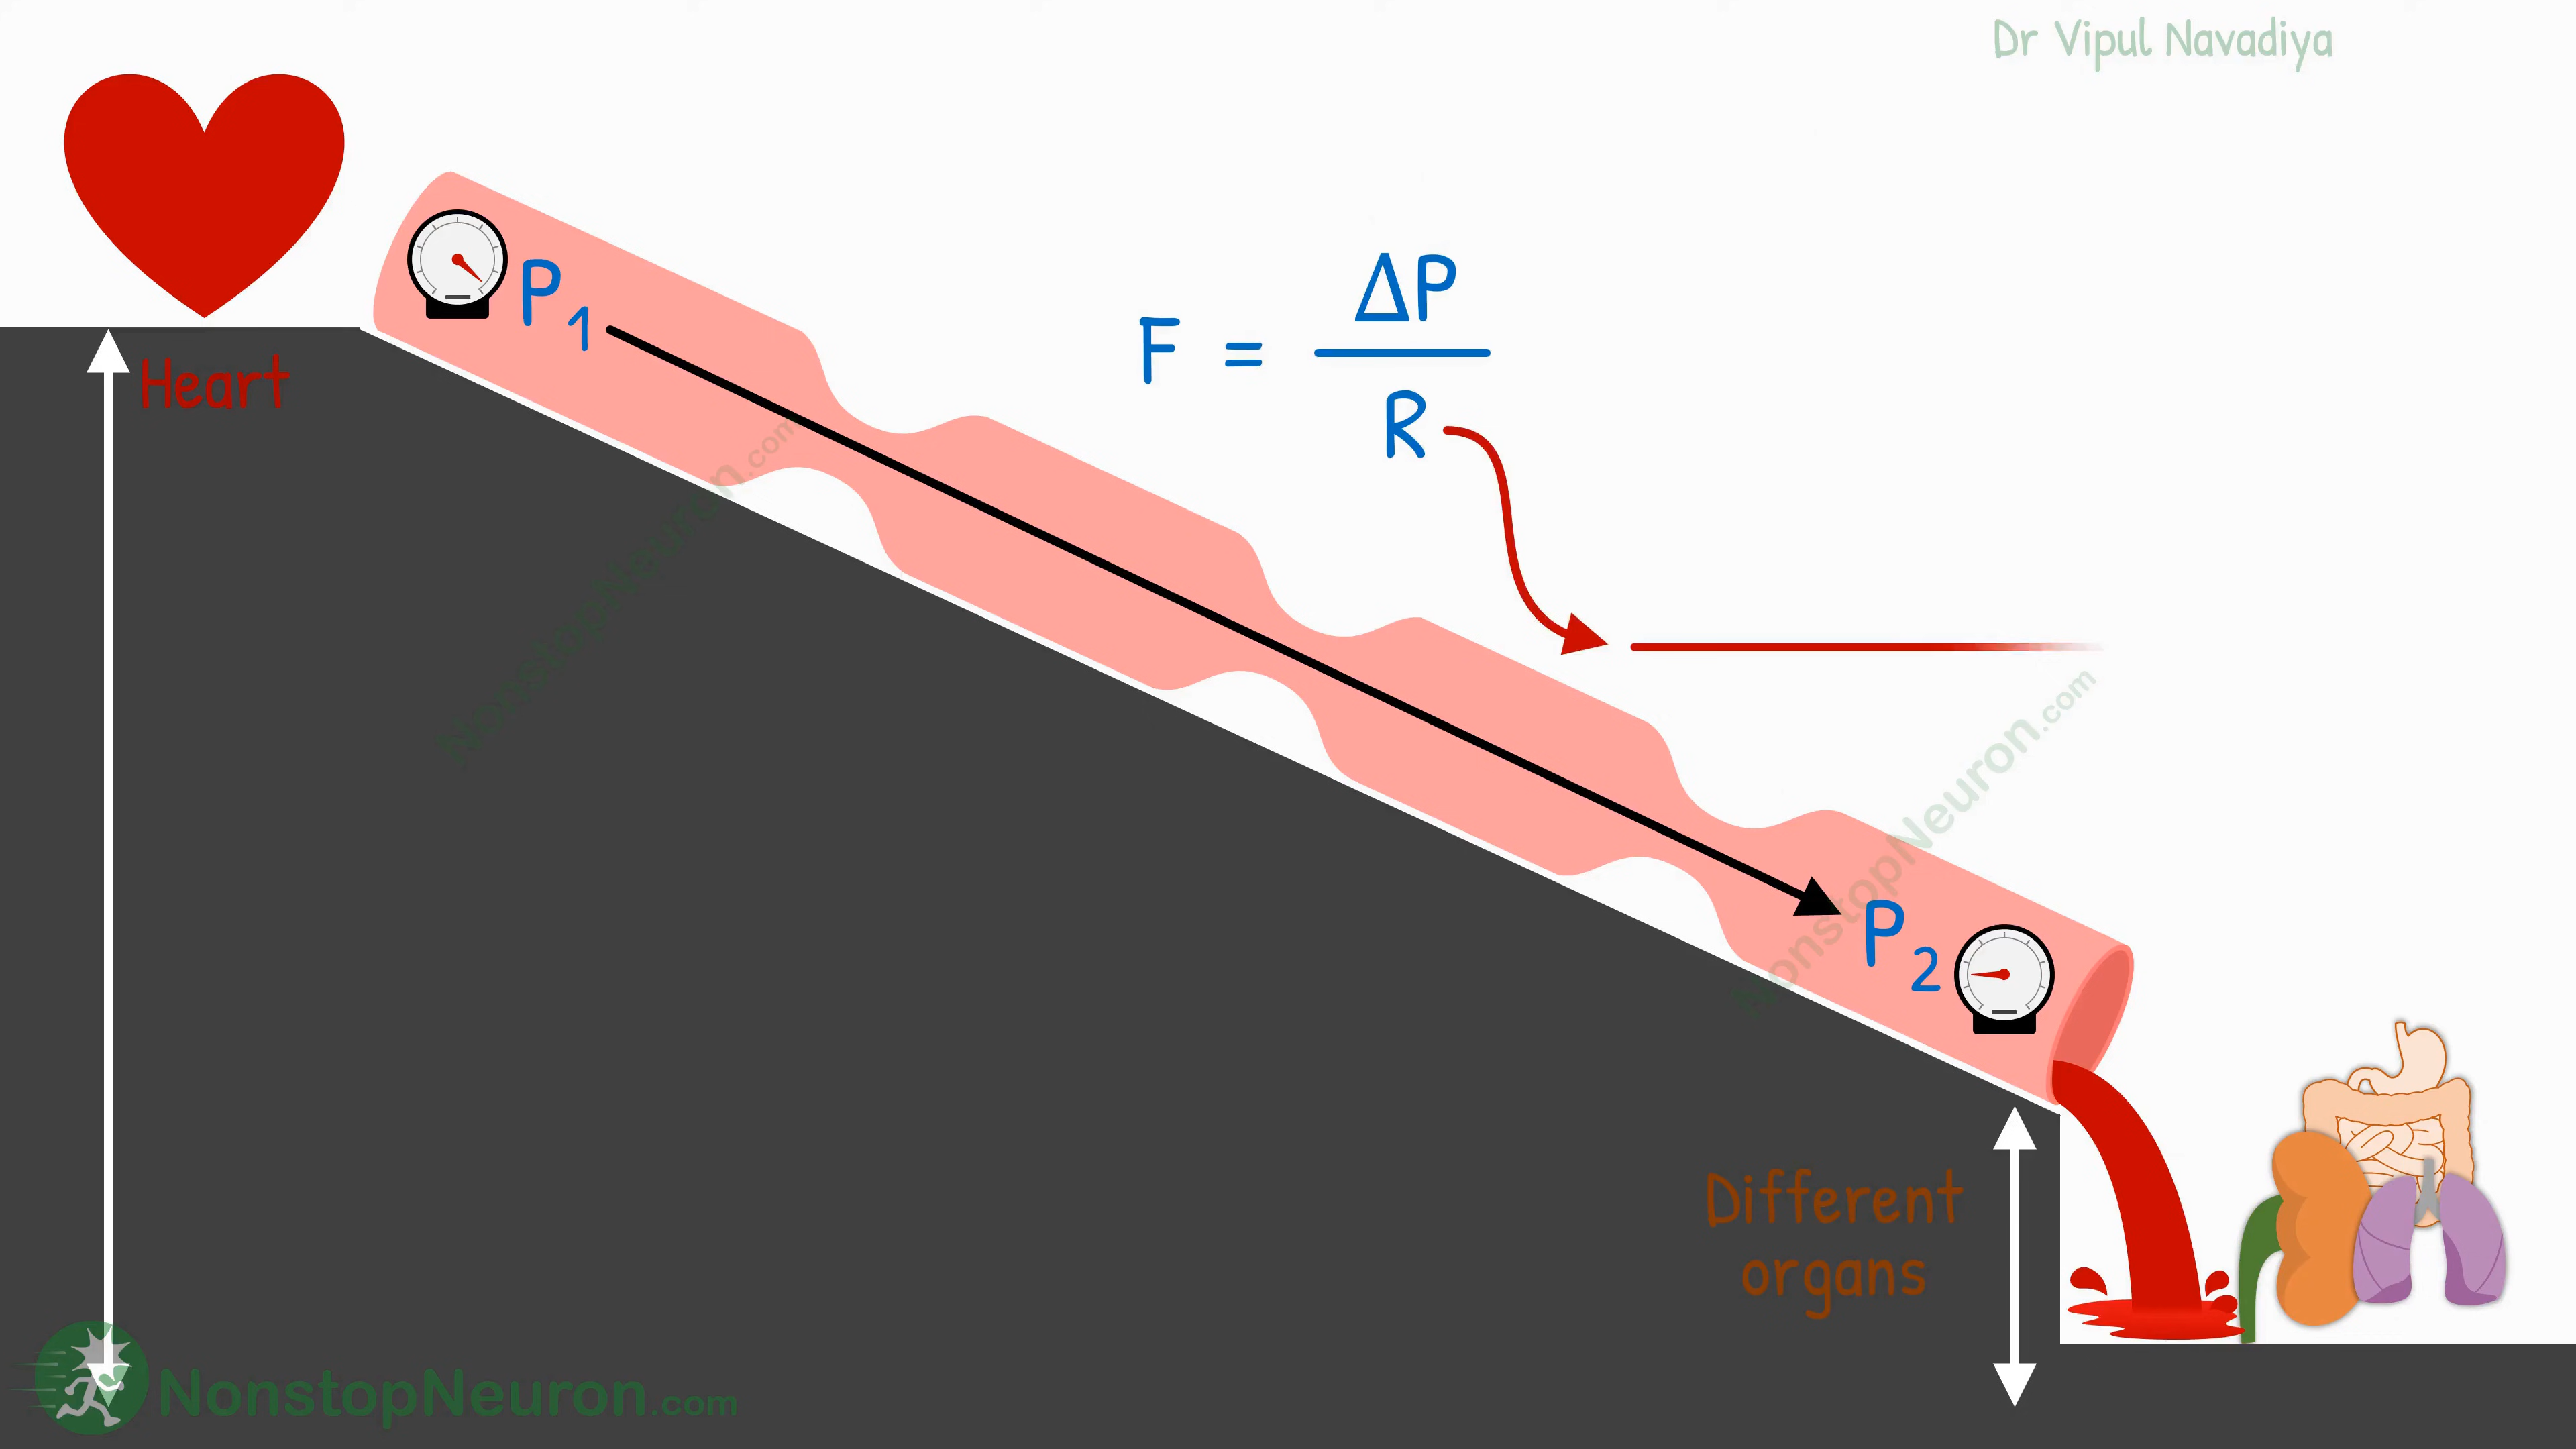 Dr Vipul Navadiya
P1
F = ΔP / R
Heart
NonstopNeuron.com
NonstopNeuron.com
P2
Different
organs
NonstopNeuron.com